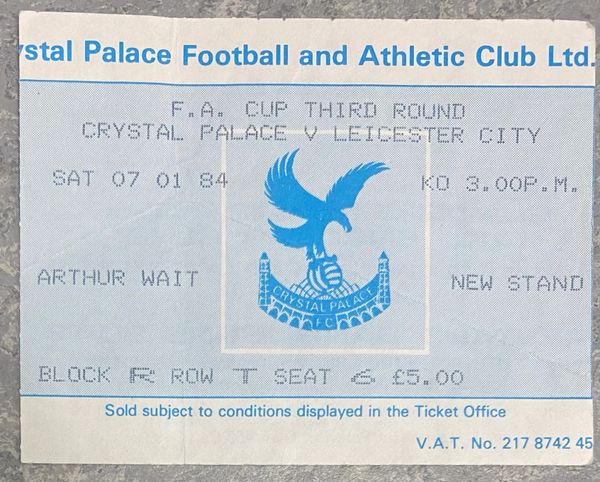 ystal Palace Football and Athletic Club Ltd.
F.A. CUP THIRD ROUND
CRYSTAL PALACE V LEICESTER CITY
SAT 07 01 84 KO 3.00P.M.
ARTHUR WAIT NEW STAND
CRYSTAL PALACE
FC
BLOCK R ROW T SEAT 6 £5.00
Sold subject to conditions displayed in the Ticket Office
V.A.T. No. 217 8742 45